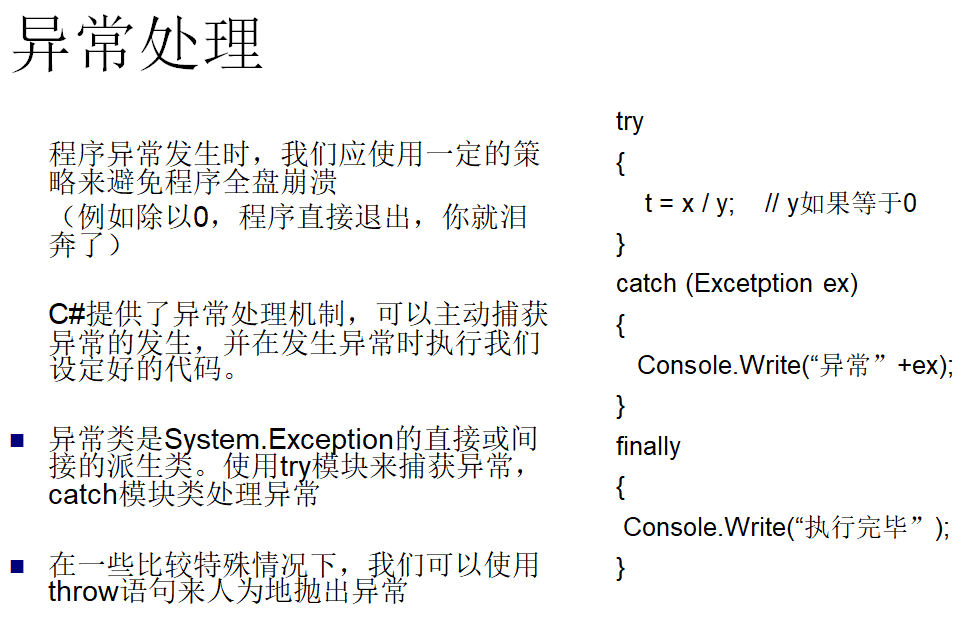 异常处理
程序异常发生时，我们应使用一定的策
略来避免程序全盘崩溃
（例如除以0，程序直接退出，你就泪
奔了）
C#提供了异常处理机制，可以主动捕获
异常的发生，并在发生异常时执行我们
设定好的代码。
异常类是System.Exception的直接或间
接的派生类。使用try模块来捕获异常，
catch模块类处理异常
在一些比较特殊情况下，我们可以使用
throw语句来人为地抛出异常
try
{
t = x / y; // y如果等于0
}
catch (Excetption ex)
{
Console.Write(“异常”+ex);
}
finally
{
Console.Write(“执行完毕”);
}